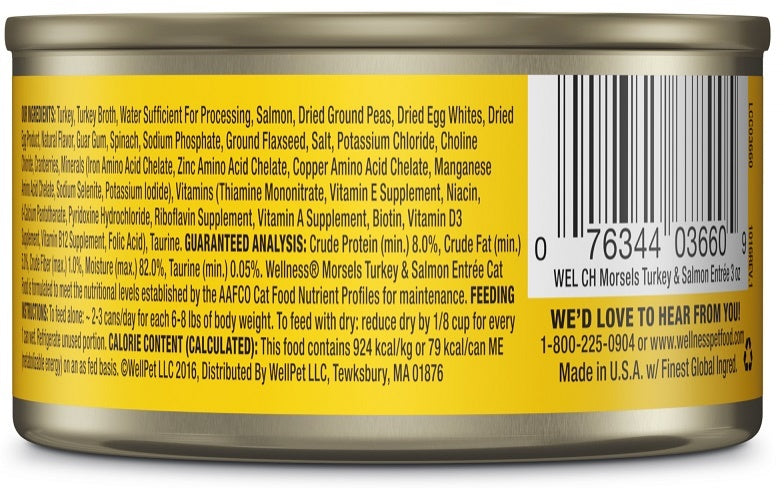 OUR INGREDIENTS: Turkey, Turkey Broth, Water Sufficient For Processing, Salmon, Dried Ground Peas, Dried Egg Whites, Dried
Egg Product, Natural Flavor, Guar Gum, Spinach, Sodium Phosphate, Ground Flaxseed, Salt, Potassium Chloride, Choline
Chloride, Cranberries, Minerals (Iron Amino Acid Chelate, Zinc Amino Acid Chelate, Copper Amino Acid Chelate, Manganese
Amino Acid Chelate, Sodium Selenite, Potassium Iodide), Vitamins (Thiamine Mononitrate, Vitamin E Supplement, Niacin,
d-Calcium Pantothenate, Pyridoxine Hydrochloride, Riboflavin Supplement, Vitamin A Supplement, Biotin, Vitamin D3
Supplement, Vitamin B12 Supplement, Folic Acid), Taurine. GUARANTEED ANALYSIS: Crude Protein (min.) 8.0%, Crude Fat (min.)
Crude Fiber (max.) 1.0%, Moisture (max.) 82.0%, Taurine (min.) 0.05%. Wellness® Morsels Turkey & Salmon Entrée Cat
Food is formulated to meet the nutritional levels established by the AAFCO Cat Food Nutrient Profiles for maintenance. FEEDING
INSTRUCTIONS: To feed alone: ~ 2-3 cans/day for each 6-8 lbs of body weight. To feed with dry: reduce dry by 1/8 cup for every
1 can wed. Refrigerate unused portion. CALORIE CONTENT (CALCULATED): This food contains 924 kcal/kg or 79 kcal/can ME
(metabolizable energy) on an as fed basis. ©WellPet LLC 2016, Distributed By WellPet LLC, Tewksbury, MA 01876
0 76344 03660 8
WEL CH Morsels Turkey & Salmon Entrée 3 oz
WE'D LOVE TO HEAR FROM YOU!
1-800-225-0904 or www.wellnesspetfood.com
Made in U.S.A. w/ Finest Global Ingred.
LCC03660
1016REV.1